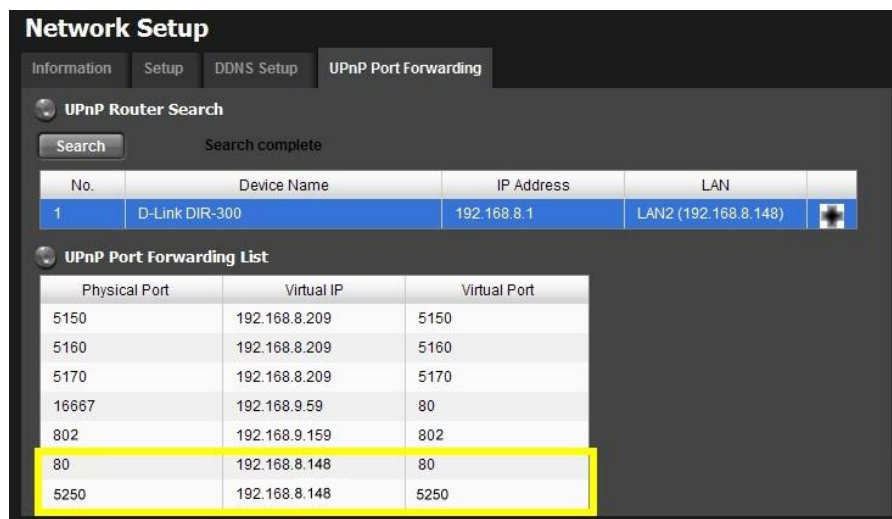 Network Setup
Information Setup DDNS Setup UPnP Port Forwarding
UPnP Router Search
Search Search complete
No. Device Name IP Address LAN
1 D-Link DIR-300 192.168.8.1 LAN2 (192.168.8.148)
UPnP Port Forwarding List
Physical Port Virtual IP Virtual Port
5150 192.168.8.209 5150
5160 192.168.8.209 5160
5170 192.168.8.209 5170
16667 192.168.9.59 80
802 192.168.9.159 802
80 192.168.8.148 80
5250 192.168.8.148 5250